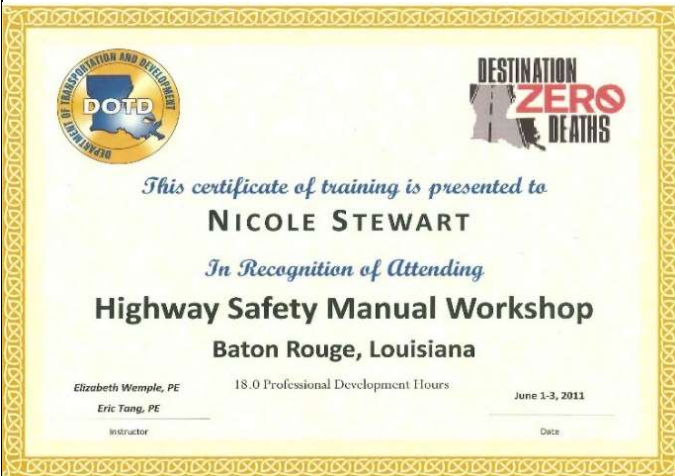 DEPARTMENT OF TRANSPORTATION AND DEVELOPMENT
DOTD
DESTINATION
ZERO
DEATHS
This certificate of training is presented to
NICOLE STEWART
In Recognition of Attending
Highway Safety Manual Workshop
Baton Rouge, Louisiana
18.0 Professional Development Hours
Elizabeth Wemple, PE
Eric Tang, PE
Instructor
June 1-3, 2011
Date